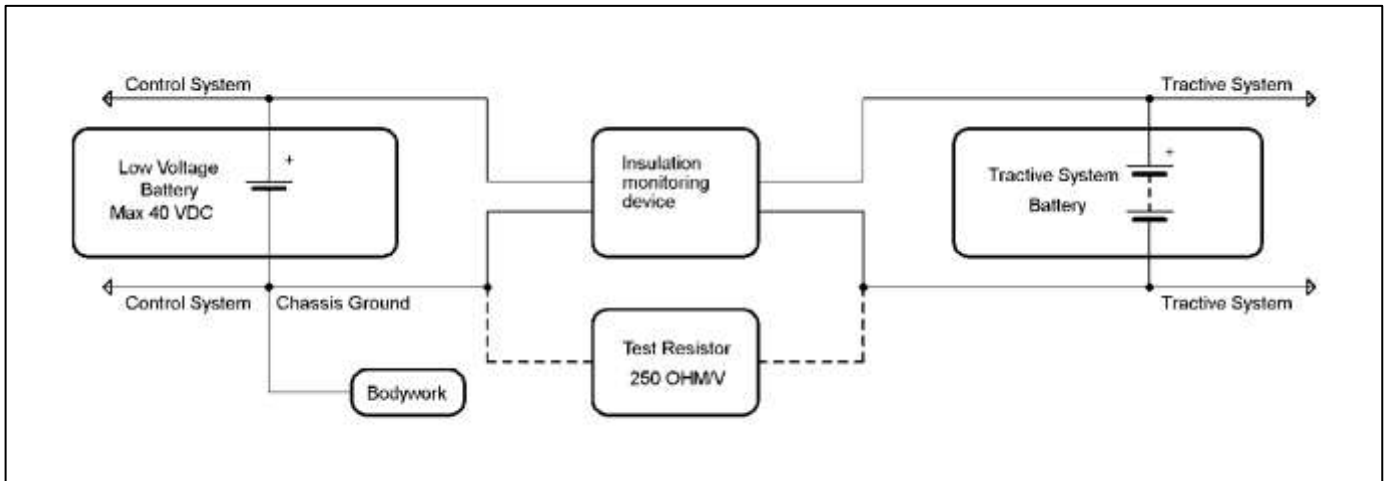 Control System
Tractive System
+
Low Voltage
Battery
Max 40 VDC
Insulation
monitoring
device
+
Tractive System
Battery
Control System
Chassis Ground
Tractive System
Test Resistor
250 OHM/V
Bodywork